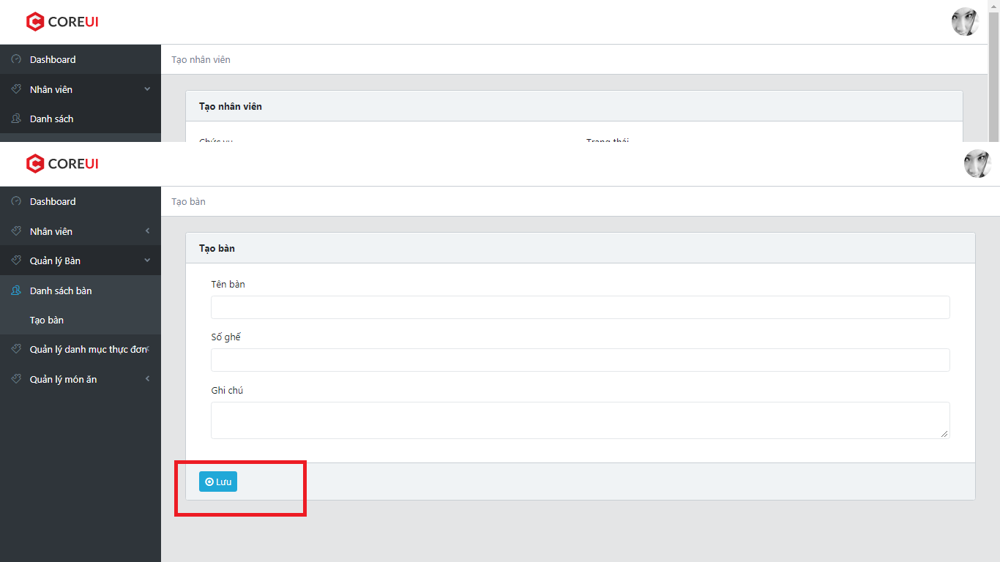 COREUI
Dashboard
Tạo nhân viên
Nhân viên
Tạo nhân viên
Danh sách
Chức vụ
Trạng thái
COREUI
Dashboard
Tạo bàn
Nhân viên
Tạo bàn
Quản lý Bàn
Tên bàn
Danh sách bàn
Tạo bàn
Số ghế
Quản lý danh mục thực đơn
Quản lý món ăn
Ghi chú
Lưu